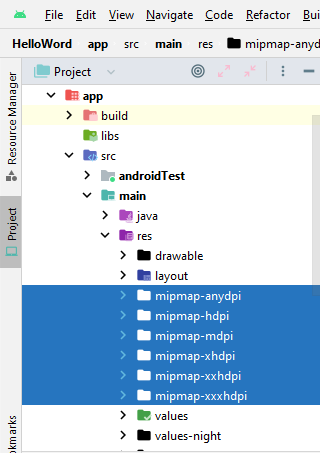 File Edit View Navigate Code Refactor
HelloWord app src main res mipmap-anyd
Resource Manager
Project
app
build
libs
src
androidTest
main
java
res
drawable
layout
mipmap-anydpi
mipmap-hdpi
mipmap-mdpi
mipmap-xhdpi
mipmap-xxhdpi
mipmap-xxxhdpi
values
values-night
Project
okmarks